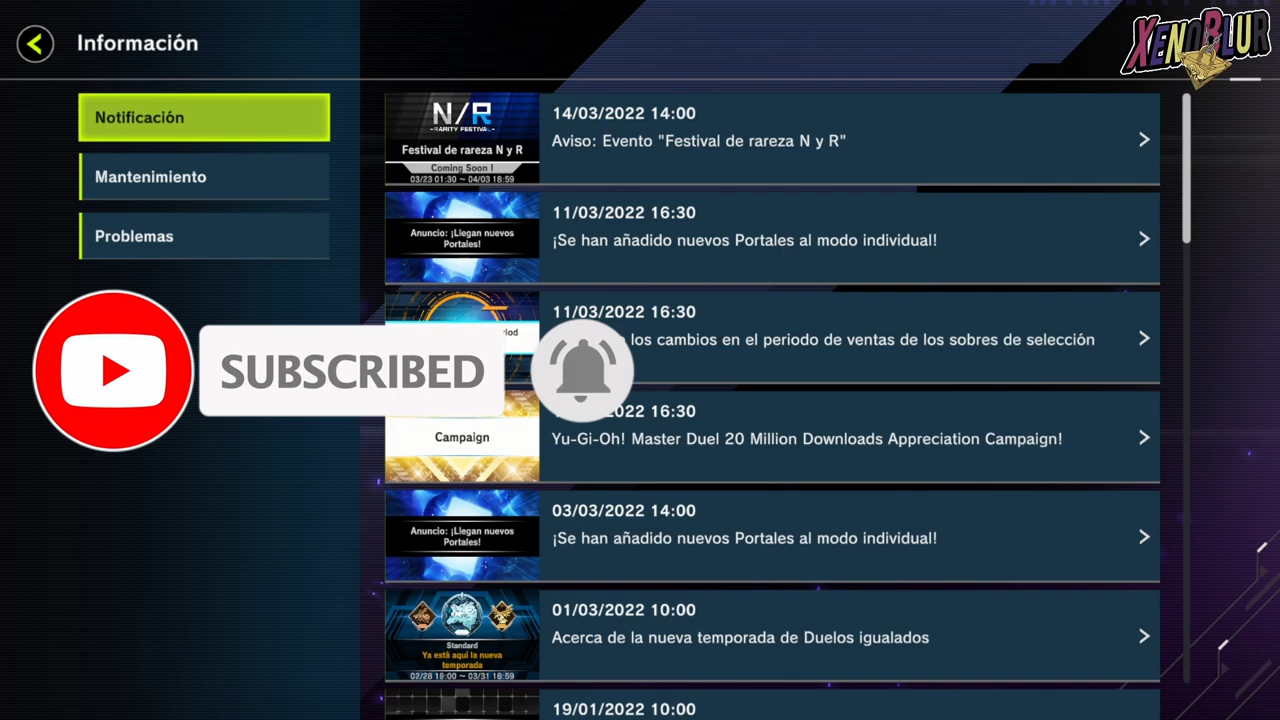 Información
XENOBLUR
Notificación
Mantenimiento
Problemas
N/R
-RARITY FESTIVAL-
Festival de rareza N y R
Coming Soon !
03/23 01:30 ~ 04/03 18:59
14/03/2022 14:00
Aviso: Evento "Festival de rareza N y R"
Anuncio: ¡Llegan nuevos
Portales!
11/03/2022 16:30
¡Se han añadido nuevos Portales al modo individual!
11/03/2022 16:30
los cambios en el periodo de ventas de los sobres de selección
SUBSCRIBED
Campaign
2022 16:30
Yu-Gi-Oh! Master Duel 20 Million Downloads Appreciation Campaign!
Anuncio: ¡Llegan nuevos
Portales!
03/03/2022 14:00
¡Se han añadido nuevos Portales al modo individual!
Standard
Ya está aquí la nueva
temporada
02/28 19:00 ~ 03/31 18:59
01/03/2022 10:00
Acerca de la nueva temporada de Duelos igualados
19/01/2022 10:00